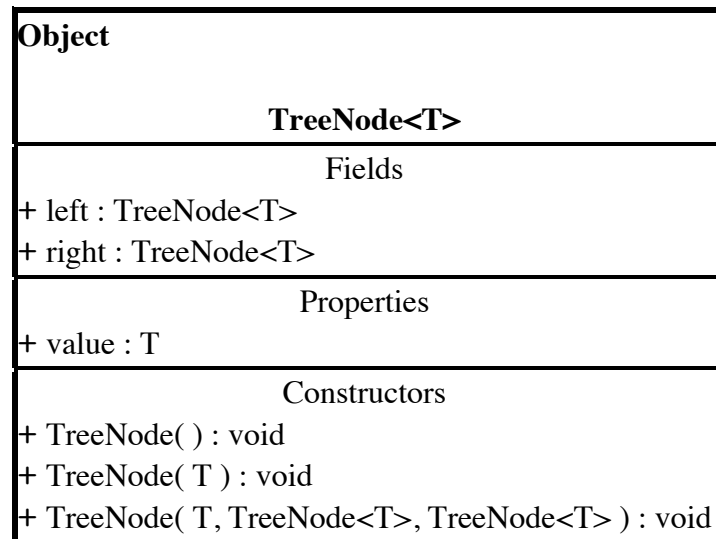 Object
TreeNode<T>
Fields
+ left : TreeNode<T>
+ right : TreeNode<T>
Properties
+ value : T
Constructors
+ TreeNode( ) : void
+ TreeNode( T ) : void
+ TreeNode( T, TreeNode<T>, TreeNode<T> ) : void